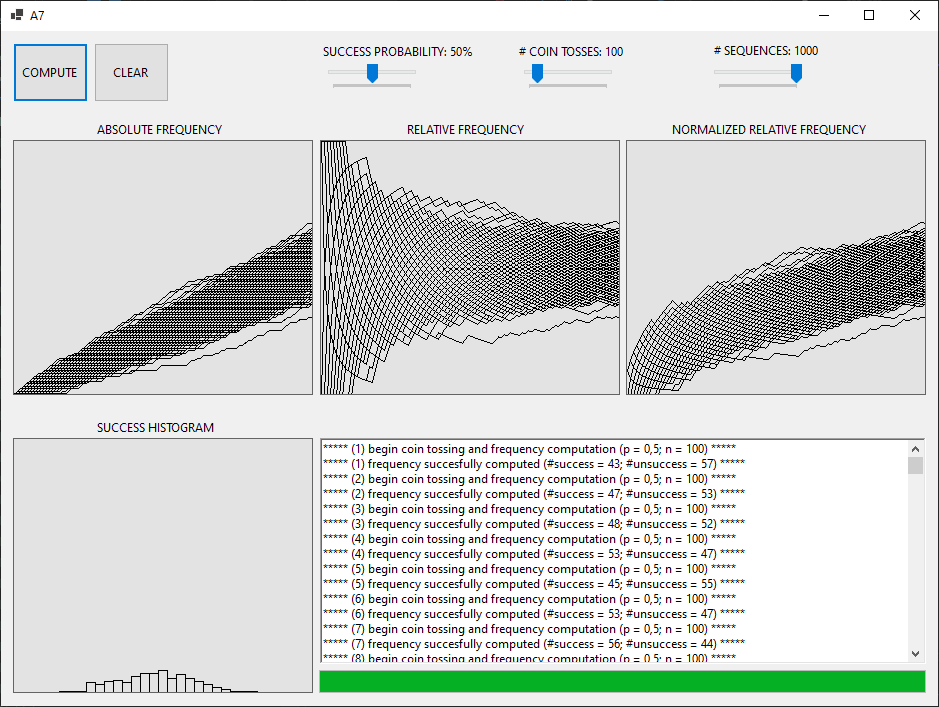 A7
COMPUTE
CLEAR
SUCCESS PROBABILITY: 50%
# COIN TOSSES: 100
# SEQUENCES: 1000
ABSOLUTE FREQUENCY
RELATIVE FREQUENCY
NORMALIZED RELATIVE FREQUENCY
SUCCESS HISTOGRAM
***** (1) begin coin tossing and frequency computation (p = 0,5; n = 100) *****
***** (1) frequency succesfully computed (#success = 43; #unsuccess = 57) *****
***** (2) begin coin tossing and frequency computation (p = 0,5; n = 100) *****
***** (2) frequency succesfully computed (#success = 47; #unsuccess = 53) *****
***** (3) begin coin tossing and frequency computation (p = 0,5; n = 100) *****
***** (3) frequency succesfully computed (#success = 48; #unsuccess = 52) *****
***** (4) begin coin tossing and frequency computation (p = 0,5; n = 100) *****
***** (4) frequency succesfully computed (#success = 53; #unsuccess = 47) *****
***** (5) begin coin tossing and frequency computation (p = 0,5; n = 100) *****
***** (5) frequency succesfully computed (#success = 45; #unsuccess = 55) *****
***** (6) begin coin tossing and frequency computation (p = 0,5; n = 100) *****
***** (6) frequency succesfully computed (#success = 53; #unsuccess = 47) *****
***** (7) begin coin tossing and frequency computation (p = 0,5; n = 100) *****
***** (7) frequency succesfully computed (#success = 56; #unsuccess = 44) *****
***** (8) begin coin tossing and frequency computation (p = 0,5; n = 100) *****